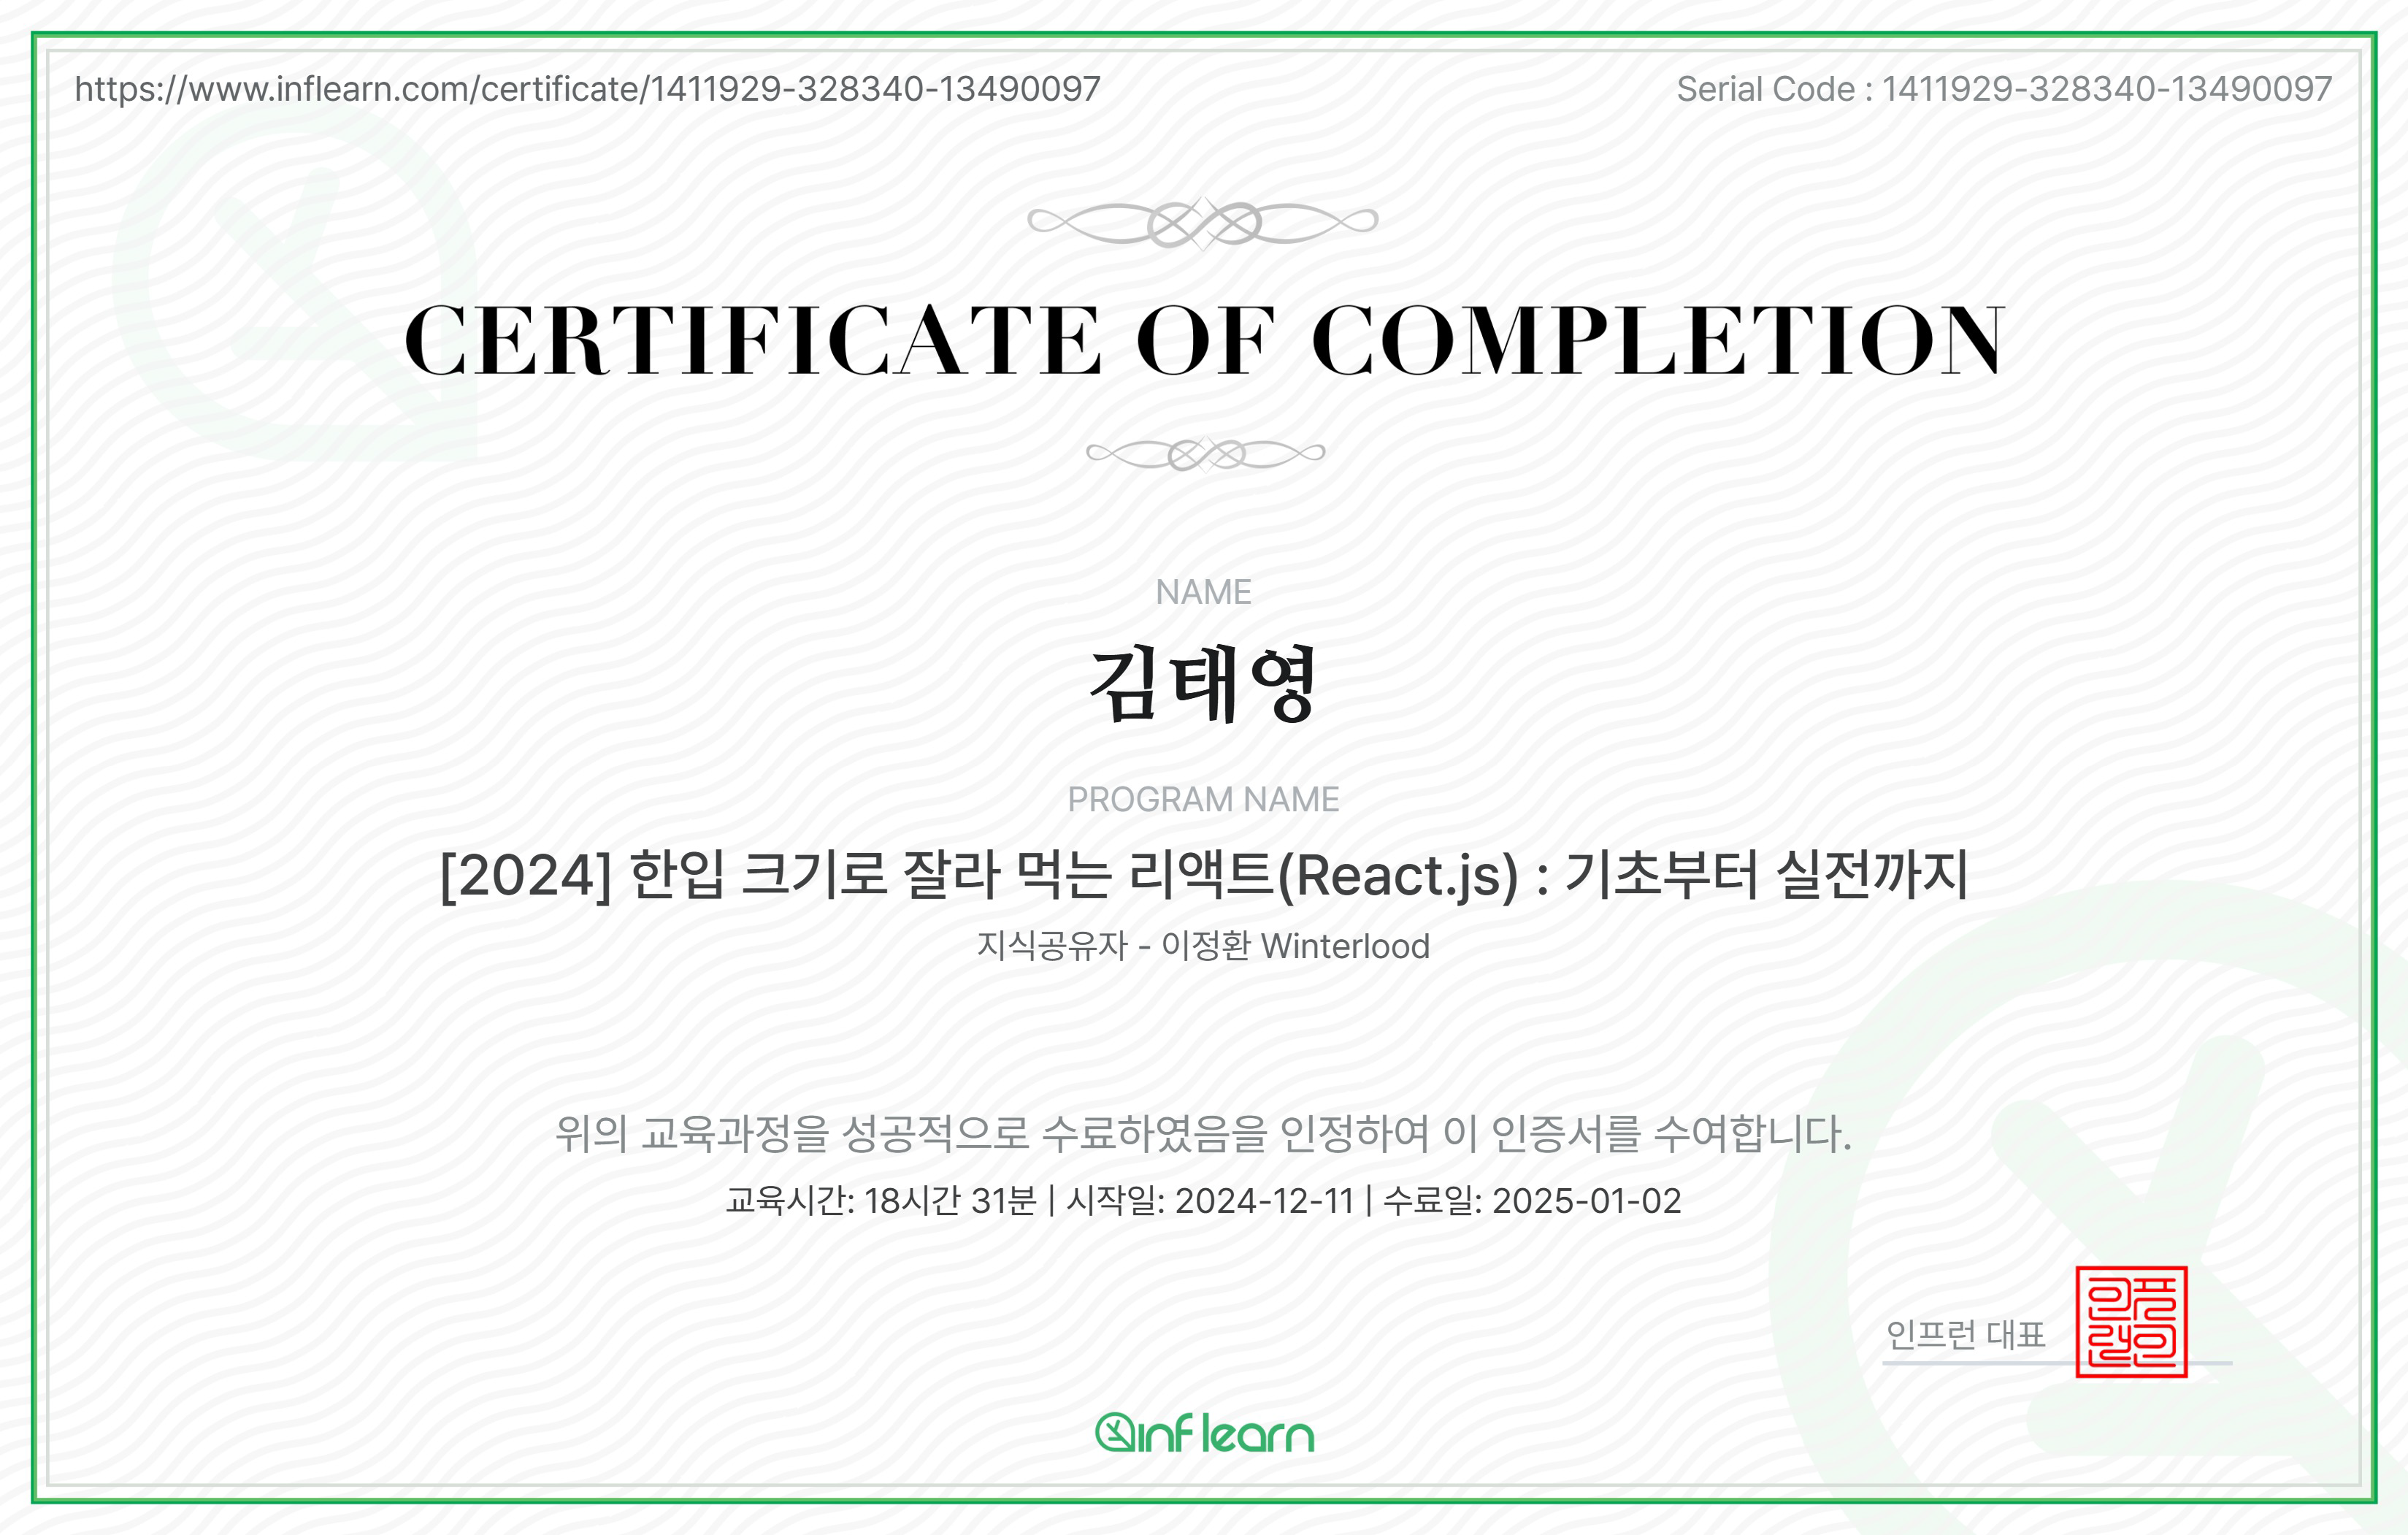 https://www.inflearn.com/certificate/1411929-328340-13490097
Serial Code : 1411929-328340-13490097
CERTIFICATE OF COMPLETION
NAME
김태영
PROGRAM NAME
[2024] 한입 크기로 잘라 먹는 리액트(React.js) : 기초부터 실전까지
지식공유자 - 이정환 Winterlood
위의 교육과정을 성공적으로 수료하였음을 인정하여 이 인증서를 수여합니다.
교육시간: 18시간 31분 | 시작일: 2024-12-11 | 수료일: 2025-01-02
인프런 대표
인프런인
inflearn